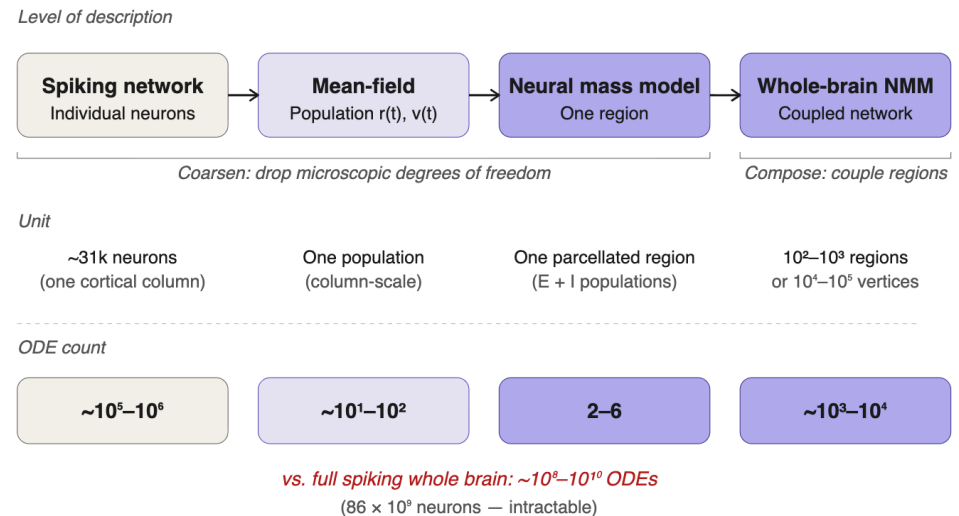 Level of description
Spiking network
Individual neurons
Mean-field
Population r(t), v(t)
Neural mass model
One region
Whole-brain NMM
Coupled network
Coarsen: drop microscopic degrees of freedom
Compose: couple regions
Unit
~31k neurons
(one cortical column)
One population
(column-scale)
One parcellated region
(E + I populations)
10²–10³ regions
or 10⁴–10⁵ vertices
ODE count
~10⁵–10⁶
~10¹–10²
2–6
~10³–10⁴
vs. full spiking whole brain: ~10⁸–10¹⁰ ODEs
(86 × 10⁹ neurons — intractable)